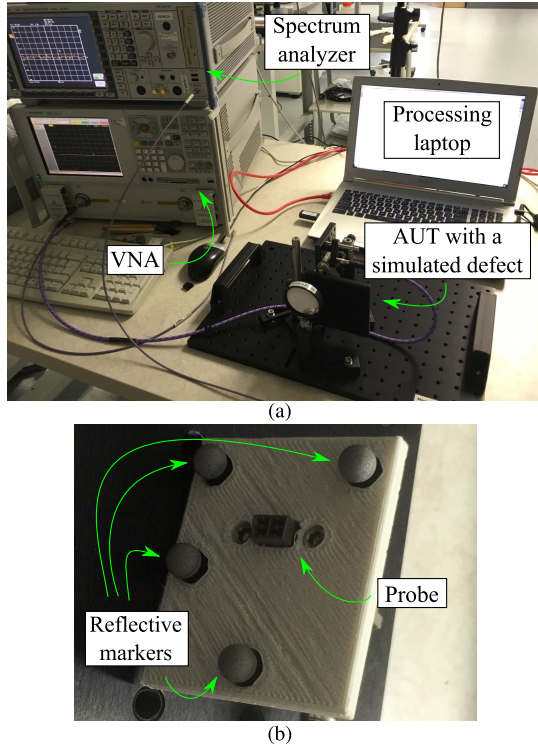 Spectrum
analyzer
Processing
laptop
VNA
AUT with a
simulated defect
(a)
Probe
Reflective
markers
(b)